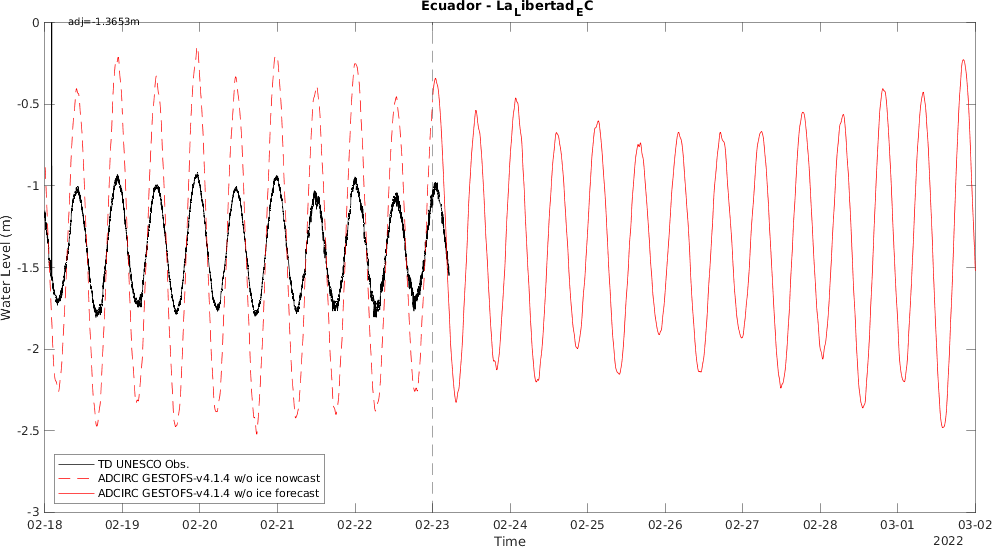 Ecuador - LaLibertadEC
adj=-1.3653m
0
-0.5
-1
-1.5
-2
-2.5
-3
Water Level (m)
TD UNESCO Obs.
ADCIRC GESTOFS-v4.1.4 w/o ice nowcast
ADCIRC GESTOFS-v4.1.4 w/o ice forecast
02-18 02-19 02-20 02-21 02-22 02-23 02-24 02-25 02-26 02-27 02-28 03-01 03-02
Time
2022